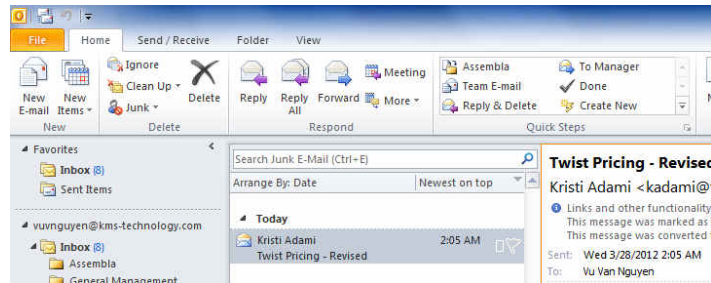 File Home Send / Receive Folder View
New E-mail
New Items
Ignore
Clean Up
Junk
Delete
Reply
Reply All
Forward
Meeting
More
Assembla
Team E-mail
Reply & Delete
To Manager
Done
Create New
New Delete Respond Quick Steps
Favorites
Inbox (8)
Sent Items
vuvnguyen@kms-technology.com
Inbox (8)
Assembla
General Management
Search Junk E-Mail (Ctrl+E)
Arrange By: Date Newest on top
Today
Kristi Adami 2:05 AM
Twist Pricing - Revised
Twist Pricing - Revised
Kristi Adami <kadami@
Links and other functionality
This message was marked as
This message was converted
Sent: Wed 3/28/2012 2:05 AM
To: Vu Van Nguyen